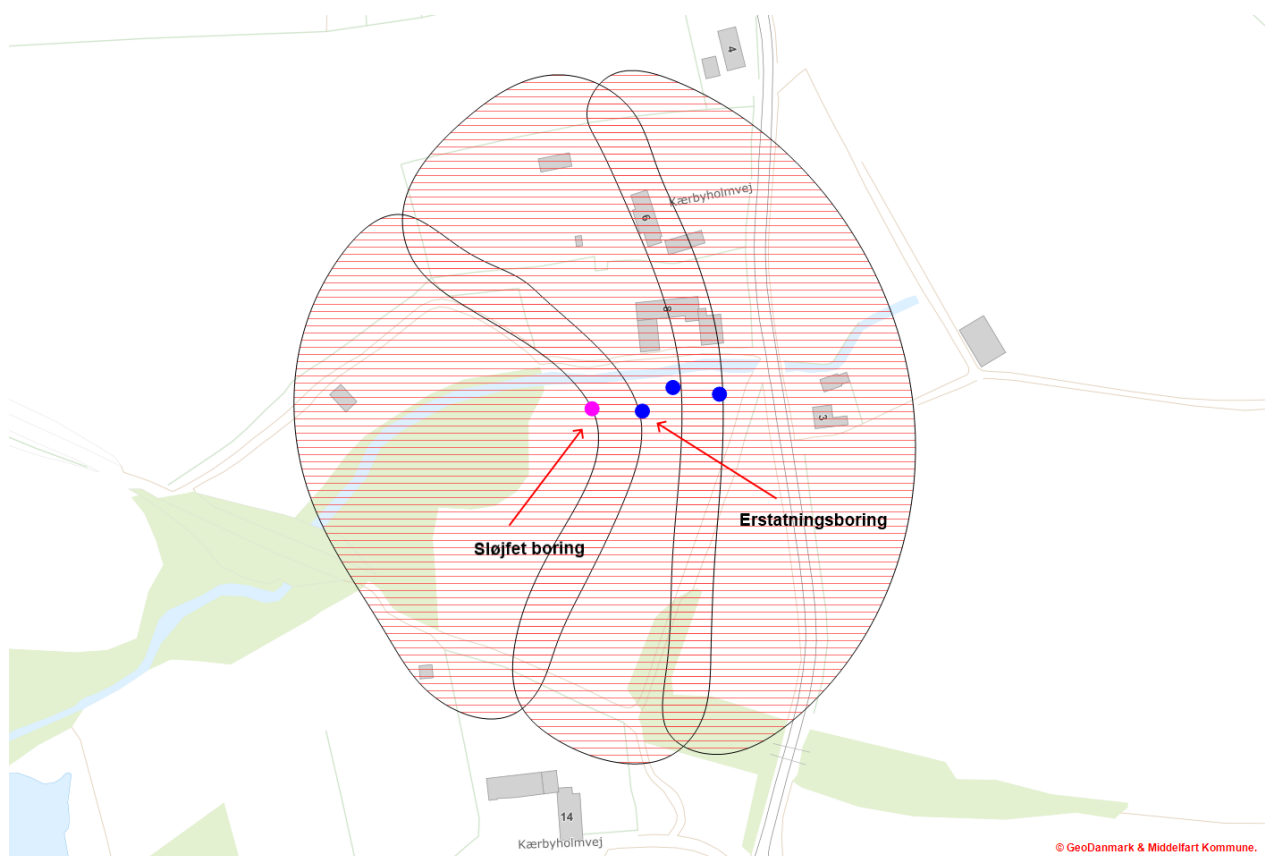 4
Kærbyholmvej
6
8
3
Erstatningsboring
Sløjfet boring
14
Kærbyholmvej
© GeoDanmark & Middelfart Kommune.